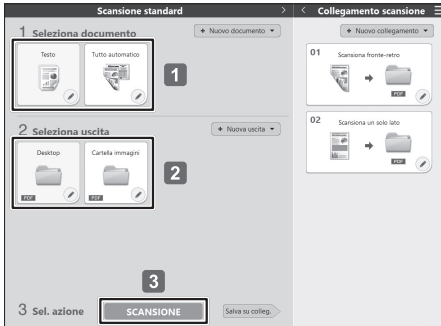 Scansione standard >
1 Seleziona documento
+ Nuovo documento
Testo
Tutto automatico
1
2 Seleziona uscita
+ Nuova uscita
Desktop
PDF
Cartella immagini
PDF
2
3
3 Sel. azione
SCANSIONE
Salva su colleg.
< Collegamento scansione
+ Nuovo collegamento
01 Scansiona fronte-retro
PDF
02 Scansiona un solo lato
PDF